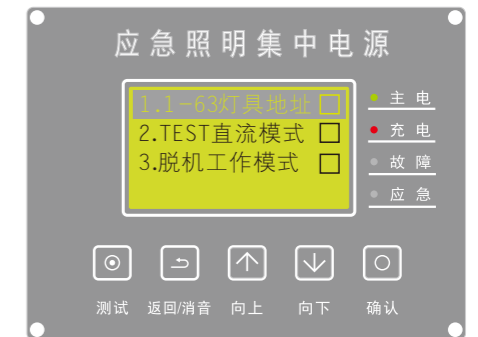 应急照明集中电源
1.1-63灯具地址
2.TEST直流模式
3.脱机工作模式
主电
充电
故障
应急
测试 返回/消音 向上 向下 确认